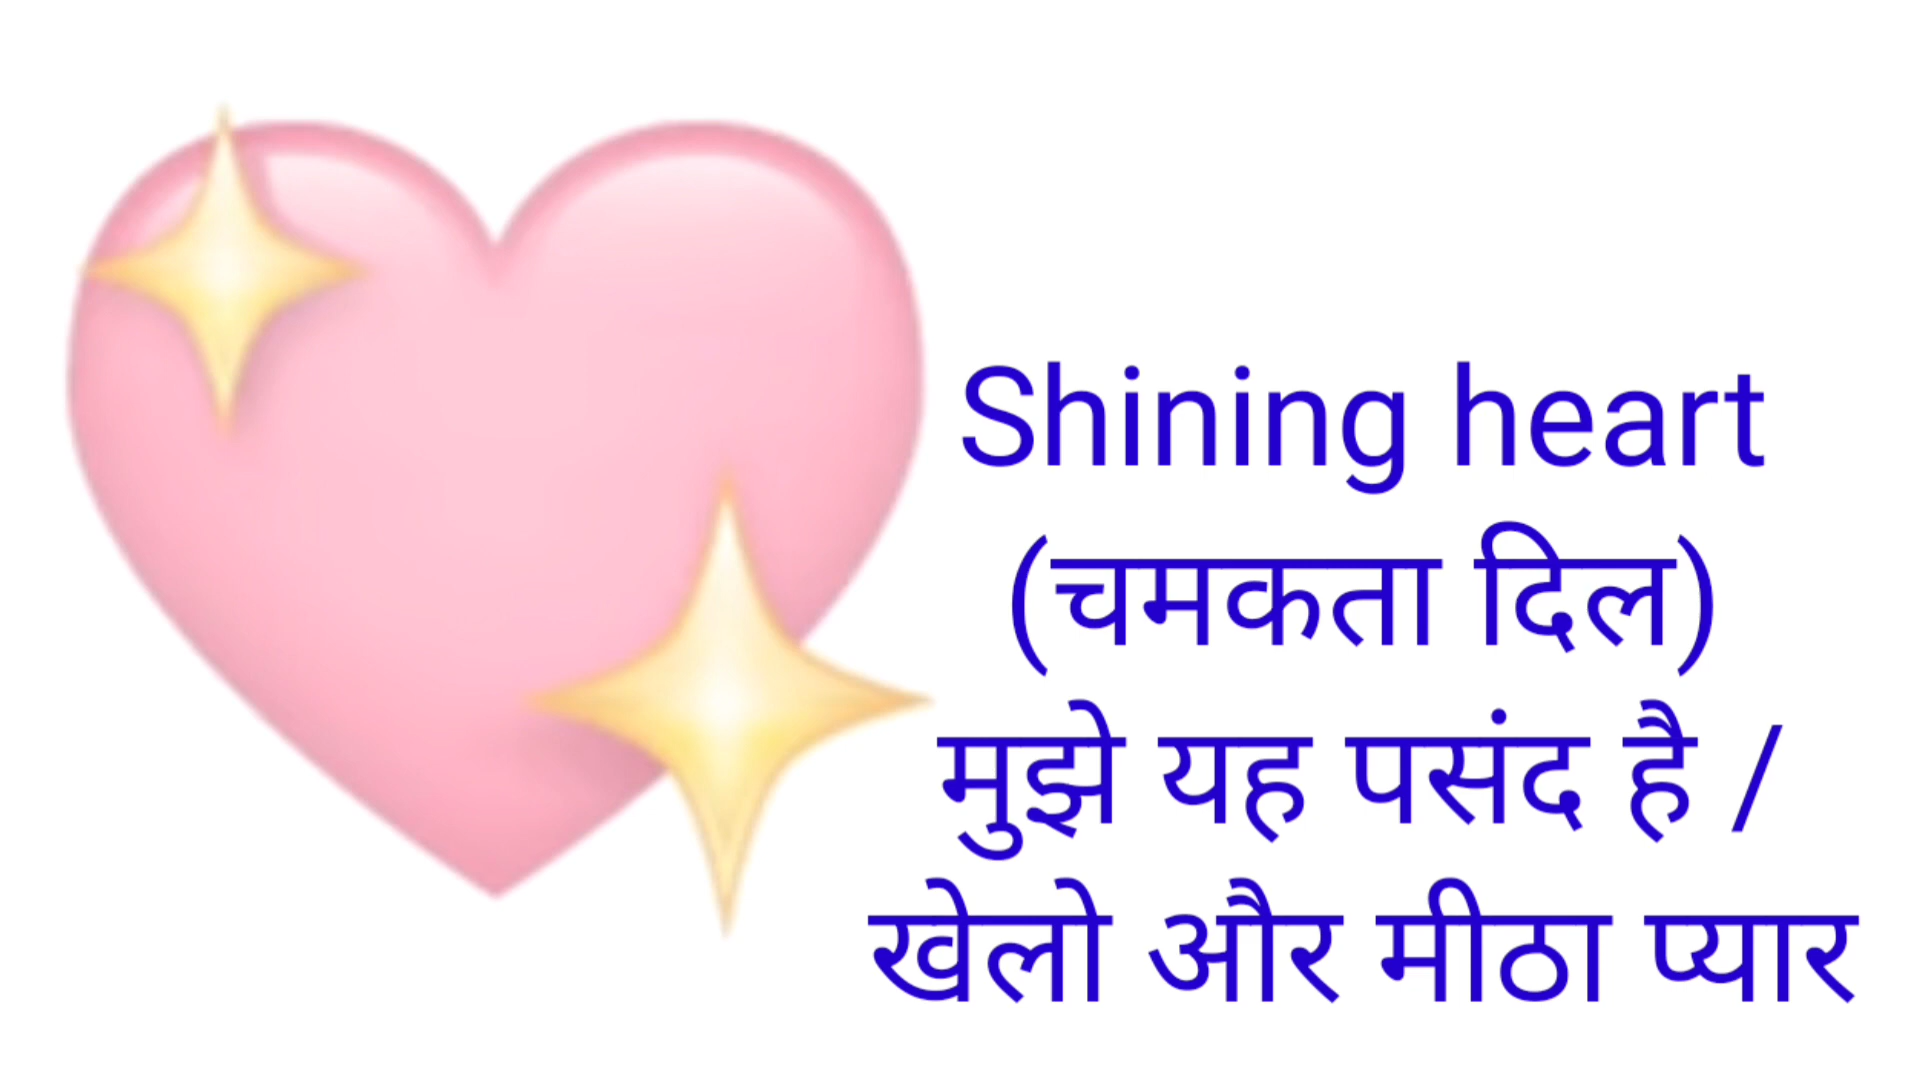 Shining heart
(चमकता दिल)
मुझे यह पसंद है /
खेलो और मीठा प्यार